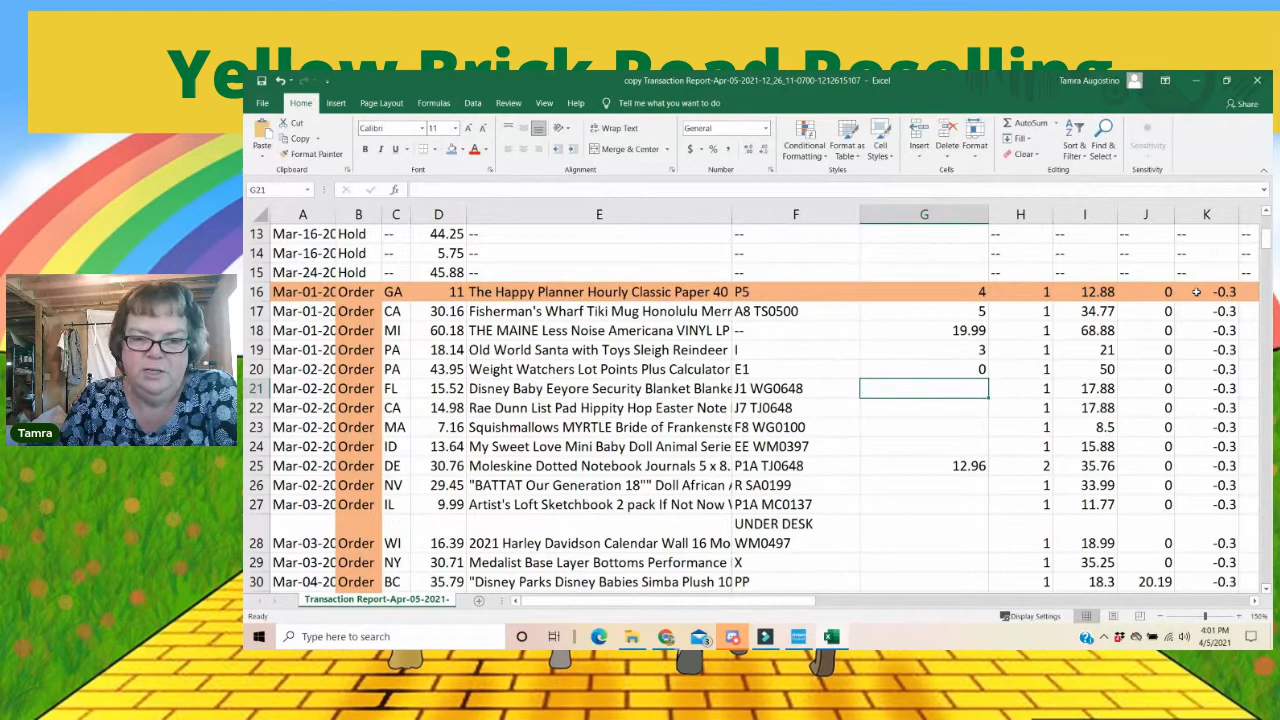 Yellow Brick Road Reselling
copy Transaction Report-Apr-05-2021-12_26_11-0700-1212615107 - Excel
Tamra Augostino
File Home Insert Page Layout Formulas Data Review View Help Tell me what you want to do Share
Paste Cut Copy Format Painter Clipboard
Calibri 11 B I U Font
Wrap Text Merge & Center Alignment
General $ % , Number
Conditional Formatting Format as Table Cell Styles Styles
Insert Delete Format Cells
AutoSum Fill Clear Sort & Filter Find & Select Editing
Sensitivity Sensitivity
G21 fx
A B C D E F G H I J K
13 Mar-16-20 Hold -- 44.25 -- -- -- -- -- -- --
14 Mar-16-20 Hold -- 5.75 -- -- -- -- -- -- --
15 Mar-24-20 Hold -- 45.88 -- -- -- -- -- -- --
16 Mar-01-20 Order GA 11 The Happy Planner Hourly Classic Paper 40 P5 4 1 12.88 0 -0.3
17 Mar-01-20 Order CA 30.16 Fisherman's Wharf Tiki Mug Honolulu Merr A8 TS0500 5 1 34.77 0 -0.3
18 Mar-01-20 Order MI 60.18 THE MAINE Less Noise Americana VINYL LP -- 19.99 1 68.88 0 -0.3
19 Mar-01-20 Order PA 18.14 Old World Santa with Toys Sleigh Reindeer I 3 1 21 0 -0.3
20 Mar-01-20 Order PA 43.95 Weight Watchers Lot Points Plus Calculator E1 0 1 50 0 -0.3
21 Mar-02-20 Order FL 15.52 Disney Baby Eeyore Security Blanket Blanke J1 WG0648 1 17.88 0 -0.3
22 Mar-02-20 Order CA 14.98 Rae Dunn List Pad Hippity Hop Easter Note J7 TJ0648 1 17.88 0 -0.3
23 Mar-02-20 Order MA 7.16 Squishmallows MYRTLE Bride of Frankenste F8 WG0100 1 8.5 0 -0.3
24 Mar-02-20 Order ID 13.64 My Sweet Love Mini Baby Doll Animal Serie EE WM0397 1 15.88 0 -0.3
25 Mar-02-20 Order DE 30.76 Moleskine Dotted Notebook Journals 5 x 8. P1A TJ0648 12.96 2 35.76 0 -0.3
26 Mar-02-20 Order NV 29.45 "BATTAT Our Generation 18"" Doll African A R SA0199 1 33.99 0 -0.3
27 Mar-03-20 Order IL 9.99 Artist's Loft Sketchbook 2 pack If Not Now P1A MC0137 1 11.77 0 -0.3
UNDER DESK
28 Mar-03-20 Order WI 16.39 2021 Harley Davidson Calendar Wall 16 Mo WM0497 1 18.99 0 -0.3
29 Mar-03-20 Order NY 30.71 Medalist Base Layer Bottoms Performance X 1 35.25 0 -0.3
30 Mar-04-20 Order BC 35.79 "Disney Parks Disney Babies Simba Plush 10 PP 1 18.3 20.19 -0.3
Tamra
Transaction Report-Apr-05-2021-
Ready Display Settings 150%
Type here to search
4:01 PM
4/5/2021